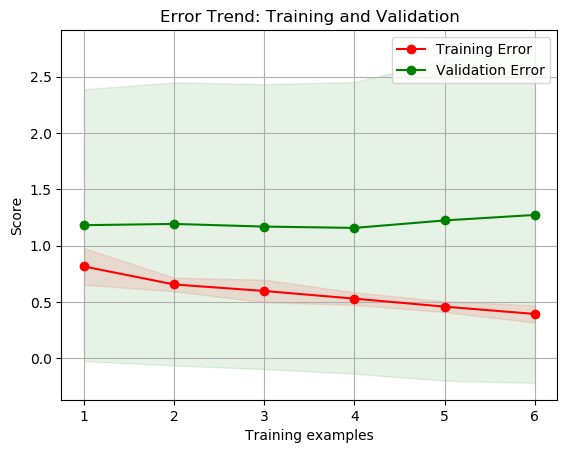 Error Trend: Training and Validation
Training Error
Validation Error
2.5
2.0
1.5
1.0
0.5
0.0
Score
1 2 3 4 5 6
Training examples